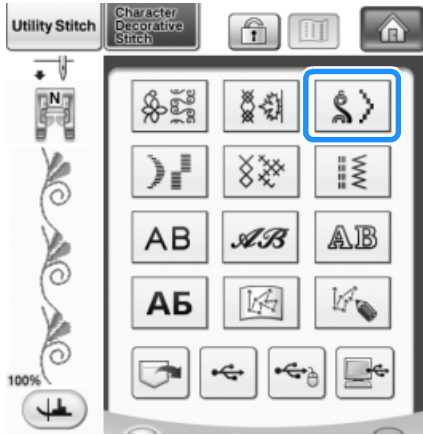 Utility Stitch
Character
Decorative
Stitch
N
AB
AB
AB
АБ
100%